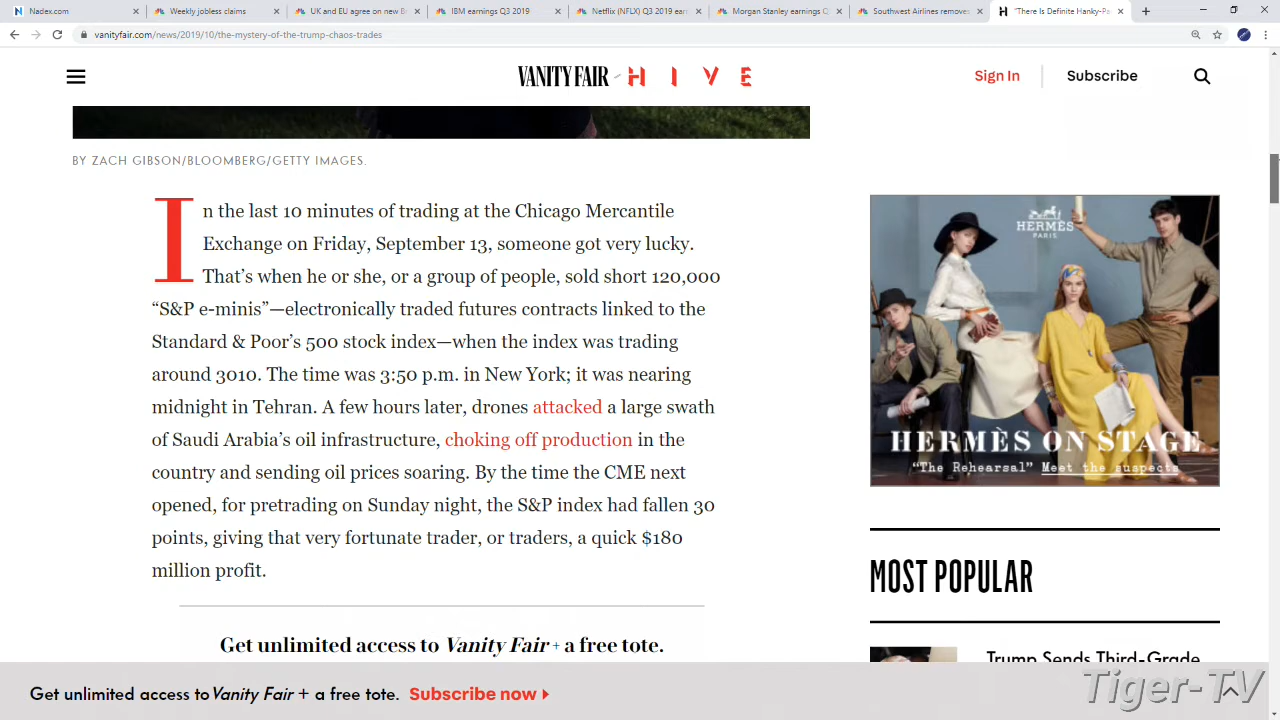 Nadex.com
Weekly jobless claims
UK and EU agree on new B
IBM earnings Q3 2019
Netflix (NFLX) Q3 2019 ear
Morgan Stanley earnings Q
Southwest Airlines removes
"There Is Definite Hanky-Pa
vanityfair.com/news/2019/10/the-mystery-of-the-trump-chaos-trades
VANITY FAIR HIVE
Sign In
Subscribe
BY ZACH GIBSON/BLOOMBERG/GETTY IMAGES.
In the last 10 minutes of trading at the Chicago Mercantile
Exchange on Friday, September 13, someone got very lucky.
That's when he or she, or a group of people, sold short 120,000
“S&P e-minis”—electronically traded futures contracts linked to the
Standard & Poor's 500 stock index—when the index was trading
around 3010. The time was 3:50 p.m. in New York; it was nearing
midnight in Tehran. A few hours later, drones attacked a large swath
of Saudi Arabia's oil infrastructure, choking off production in the
country and sending oil prices soaring. By the time the CME next
opened, for pretrading on Sunday night, the S&P index had fallen 30
points, giving that very fortunate trader, or traders, a quick $180
million profit.
Get unlimited access to Vanity Fair + a free tote.
HERMÈS
PARIS
HERMÈS ON STAGE
“The Rehearsal” Meet the suspects
MOST POPULAR
Trump Sends Third-Grade
Get unlimited access to Vanity Fair + a free tote. Subscribe now
Tiger-TV